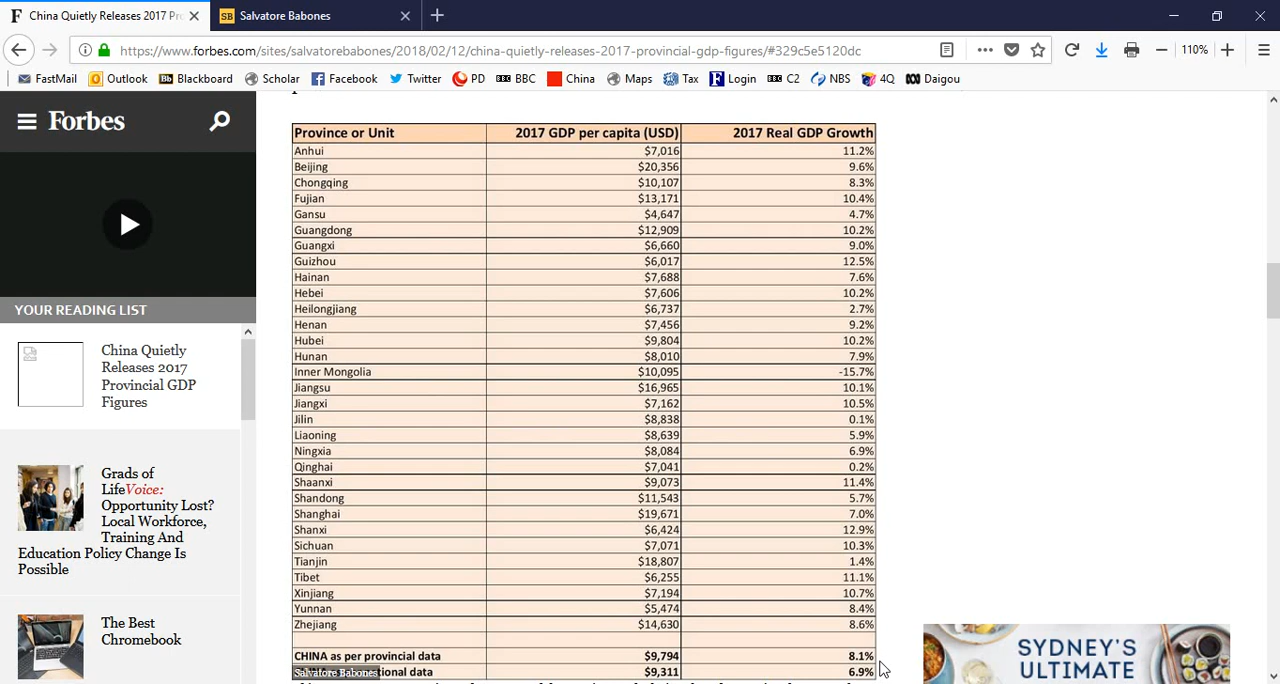 China Quietly Releases 2017 Pr
Salvatore Babones
https://www.forbes.com/sites/salvatorebabones/2018/02/12/china-quietly-releases-2017-provincial-gdp-figures/#329c5e5120dc
110%
FastMail Outlook Blackboard Scholar Facebook Twitter PD BBC China Maps Tax Login C2 NBS 4Q Daigou
Forbes
YOUR READING LIST
China Quietly
Releases 2017
Provincial GDP
Figures
Grads of
LifeVoice:
Opportunity Lost?
Local Workforce,
Training And
Education Policy Change Is
Possible
The Best
Chromebook
Province or Unit 2017 GDP per capita (USD) 2017 Real GDP Growth
Anhui $7,016 11.2%
Beijing $20,356 9.6%
Chongqing $10,107 8.3%
Fujian $13,171 10.4%
Gansu $4,647 4.7%
Guangdong $12,909 10.2%
Guangxi $6,660 9.0%
Guizhou $6,017 12.5%
Hainan $7,688 7.6%
Hebei $7,606 10.2%
Heilongjiang $6,737 2.7%
Henan $7,456 9.2%
Hubei $9,804 10.2%
Hunan $8,010 7.9%
Inner Mongolia $10,095 -15.7%
Jiangsu $16,965 10.1%
Jiangxi $7,162 10.5%
Jilin $8,838 0.1%
Liaoning $8,639 5.9%
Ningxia $8,084 6.9%
Qinghai $7,041 0.2%
Shaanxi $9,073 11.4%
Shandong $11,543 5.7%
Shanghai $19,671 7.0%
Shanxi $6,424 12.9%
Sichuan $7,071 10.3%
Tianjin $18,807 1.4%
Tibet $6,255 11.1%
Xinjiang $7,194 10.7%
Yunnan $5,474 8.4%
Zhejiang $14,630 8.6%
CHINA as per provincial data $9,794 8.1%
Salvatore Babones tional data $9,311 6.9%
SYDNEY'S
ULTIMATE